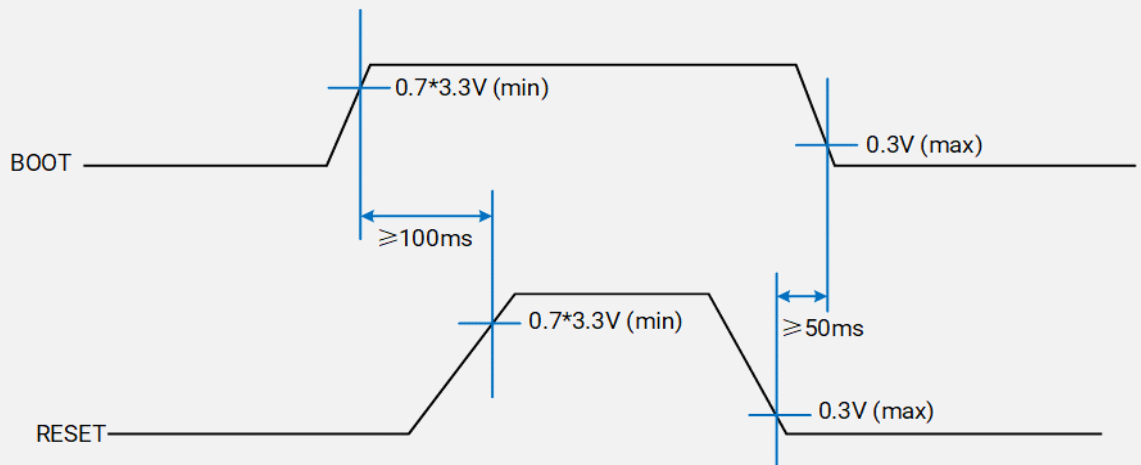 0.7*3.3V (min)
BOOT
0.3V (max)
≥100ms
0.7*3.3V (min)
≥50ms
0.3V (max)
RESET